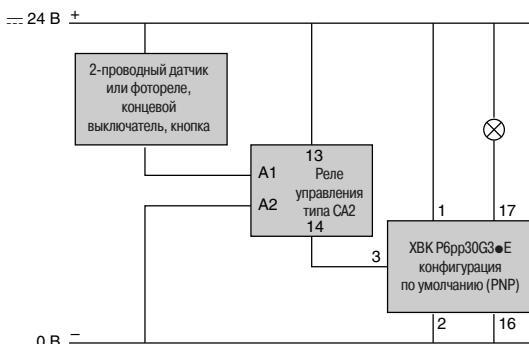 24 В +
2-проводный датчик
или фотореле,
концевой
выключатель, кнопка
13
A1 Реле
управления
A2 типа CA2
14
1 17
3 XBK P6pp30G3●E
конфигурация
по умолчанию (PNP)
2 16
0 В –